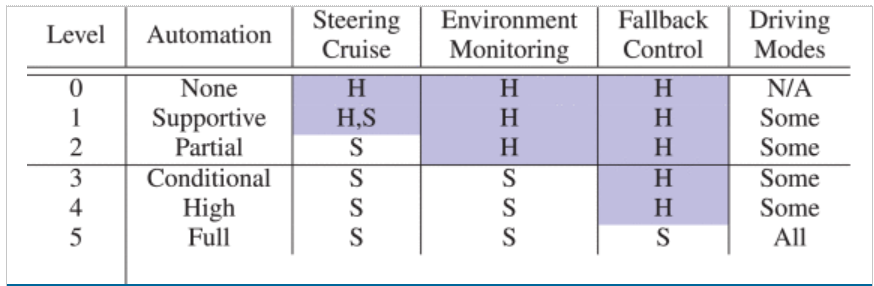 Level Automation Steering Cruise Environment Monitoring Fallback Control Driving Modes
0 None H H H N/A
1 Supportive H,S H H Some
2 Partial S H H Some
3 Conditional S S H Some
4 High S S H Some
5 Full S S S All